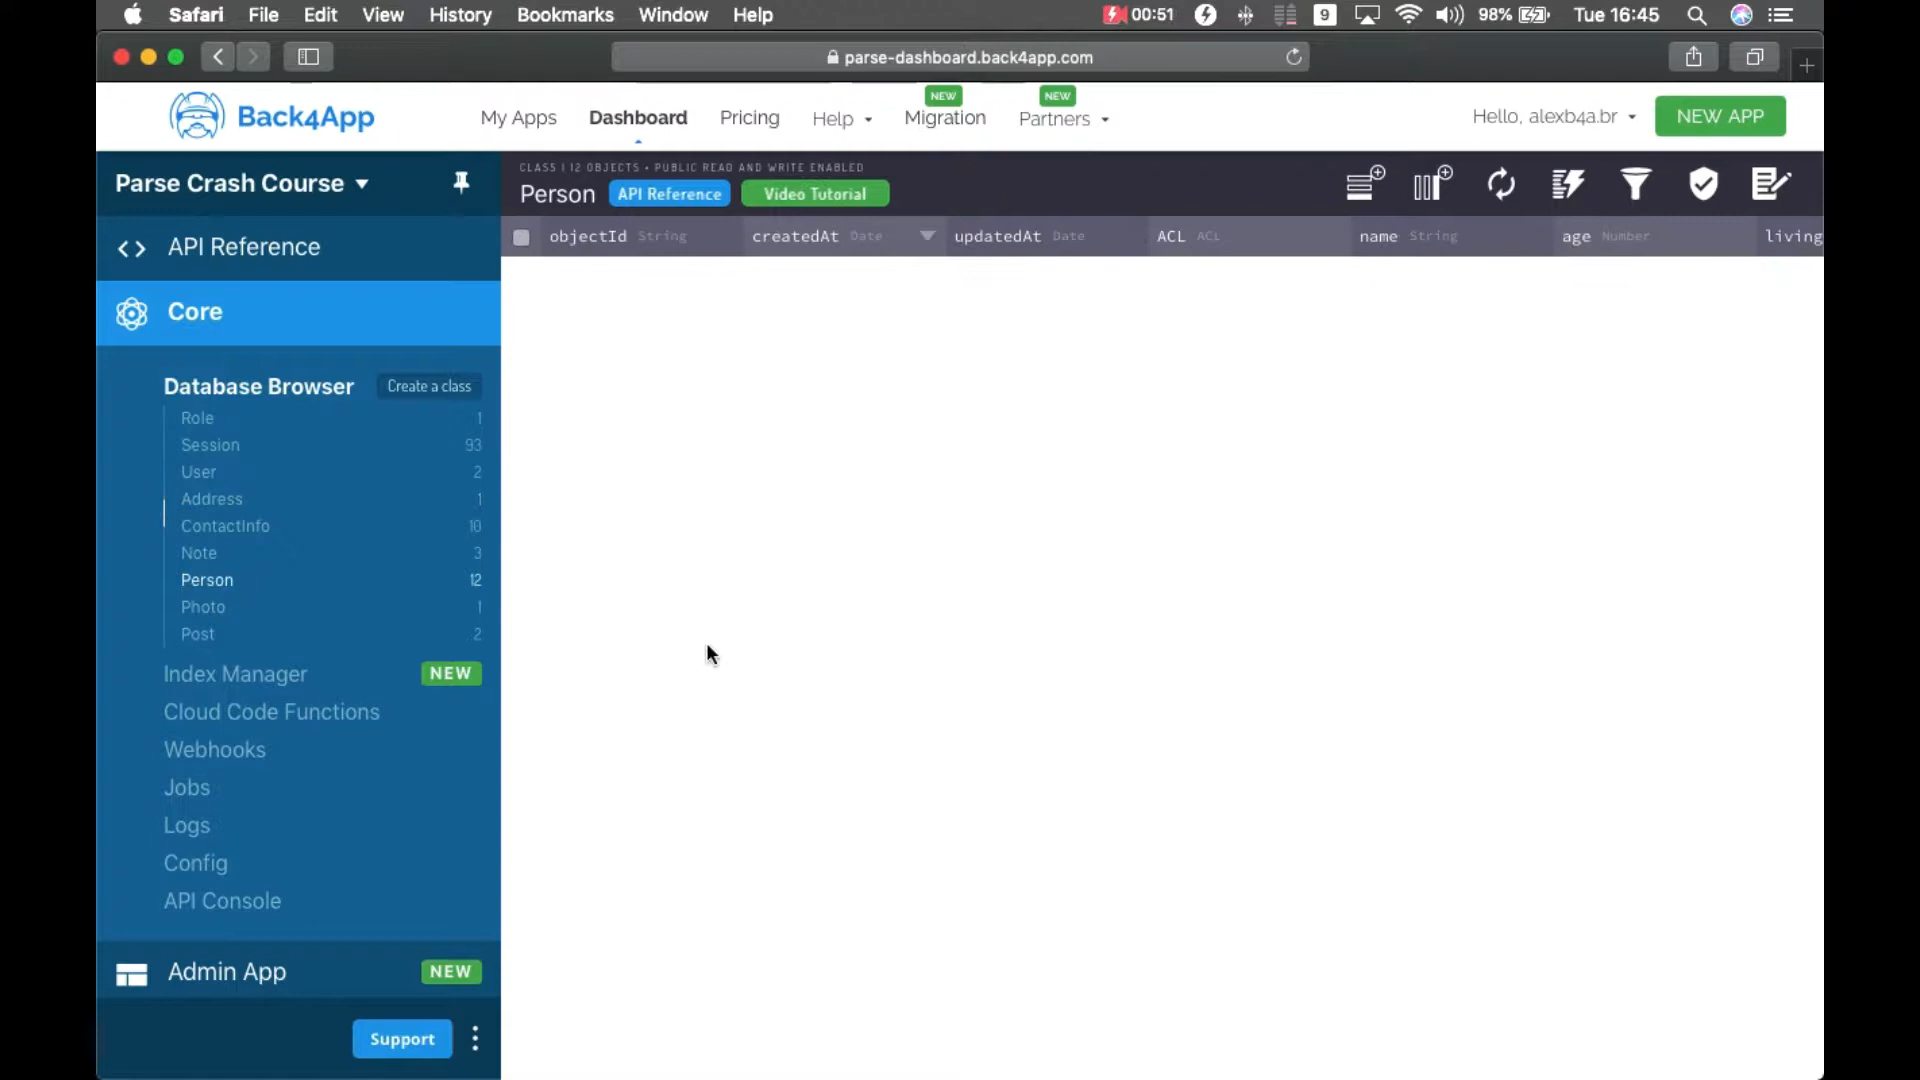 Safari File Edit View History Bookmarks Window Help 00:51 9 98% Tue 16:45
parse-dashboard.back4app.com
Back4App My Apps Dashboard Pricing Help NEW Migration NEW Partners Hello, alexb4a.br NEW APP
Parse Crash Course
CLASS | 12 OBJECTS • PUBLIC READ AND WRITE ENABLED
Person API Reference Video Tutorial
objectId String createdAt Date updatedAt Date ACL ACL name String age Number living
API Reference
Core
Database Browser Create a class
Role 1
Session 93
User 2
Address 1
ContactInfo 10
Note 3
Person 12
Photo 1
Post 2
Index Manager NEW
Cloud Code Functions
Webhooks
Jobs
Logs
Config
API Console
Admin App NEW
Support